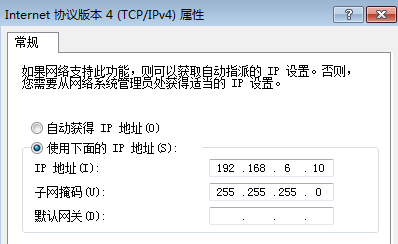 Internet 协议版本 4 (TCP/IPv4) 属性
常规
如果网络支持此功能，则可以获取自动指派的 IP 设置。否则，
您需要从网络系统管理员处获得适当的 IP 设置。
自动获得 IP 地址(O)
使用下面的 IP 地址(S):
IP 地址(I): 192 .168 . 6 . 10
子网掩码(U): 255 .255 .255 . 0
默认网关(D): . . .